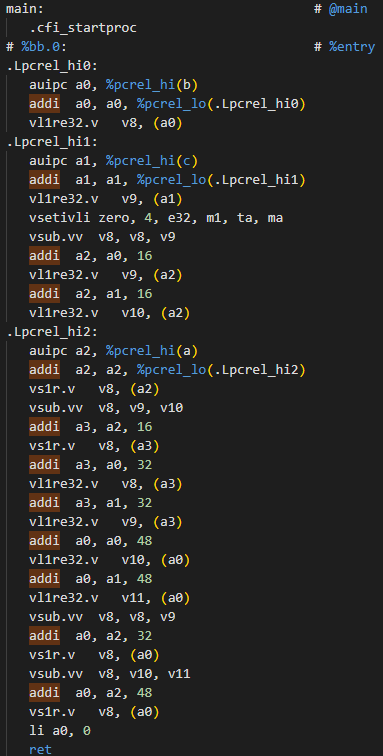 main:                                   # @main
	.cfi_startproc
# %bb.0:                                # %entry
.Lpcrel_hi0:
	auipc a0, %pcrel_hi(b)
	addi  a0, a0, %pcrel_lo(.Lpcrel_hi0)
	vl1re32.v   v8, (a0)
.Lpcrel_hi1:
	auipc a1, %pcrel_hi(c)
	addi  a1, a1, %pcrel_lo(.Lpcrel_hi1)
	vl1re32.v   v9, (a1)
	vsetivli zero, 4, e32, m1, ta, ma
	vsub.vv  v8, v8, v9
	addi  a2, a0, 16
	vl1re32.v   v9, (a2)
	addi  a2, a1, 16
	vl1re32.v   v10, (a2)
.Lpcrel_hi2:
	auipc a2, %pcrel_hi(a)
	addi  a2, a2, %pcrel_lo(.Lpcrel_hi2)
	vs1r.v   v8, (a2)
	vsub.vv  v8, v9, v10
	addi  a3, a2, 16
	vs1r.v   v8, (a3)
	addi  a3, a0, 32
	vl1re32.v   v8, (a3)
	addi  a3, a1, 32
	vl1re32.v   v9, (a3)
	addi  a0, a0, 48
	vl1re32.v   v10, (a0)
	addi  a0, a1, 48
	vl1re32.v   v11, (a0)
	vsub.vv  v8, v8, v9
	addi  a0, a2, 32
	vs1r.v   v8, (a0)
	vsub.vv  v8, v10, v11
	addi  a0, a2, 48
	vs1r.v   v8, (a0)
	li a0, 0
	ret